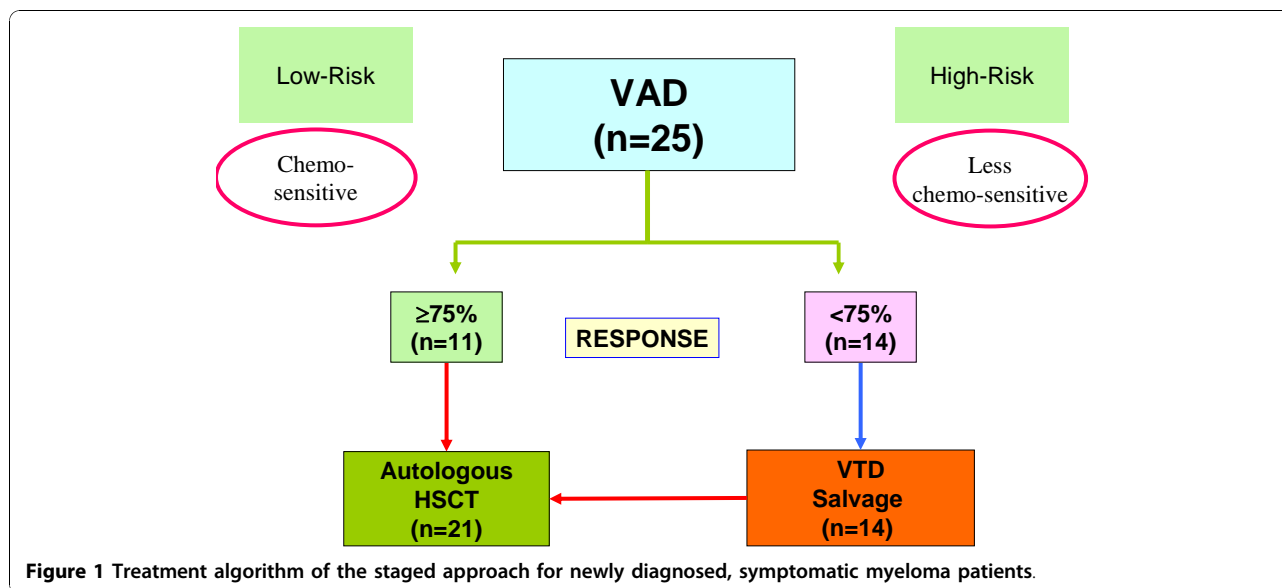 Low-Risk
VAD
(n=25)
High-Risk
Chemo-
sensitive
Less
chemo-sensitive
≥75%
(n=11)
RESPONSE
<75%
(n=14)
Autologous
HSCT
(n=21)
VTD
Salvage
(n=14)
Figure 1 Treatment algorithm of the staged approach for newly diagnosed, symptomatic myeloma patients.